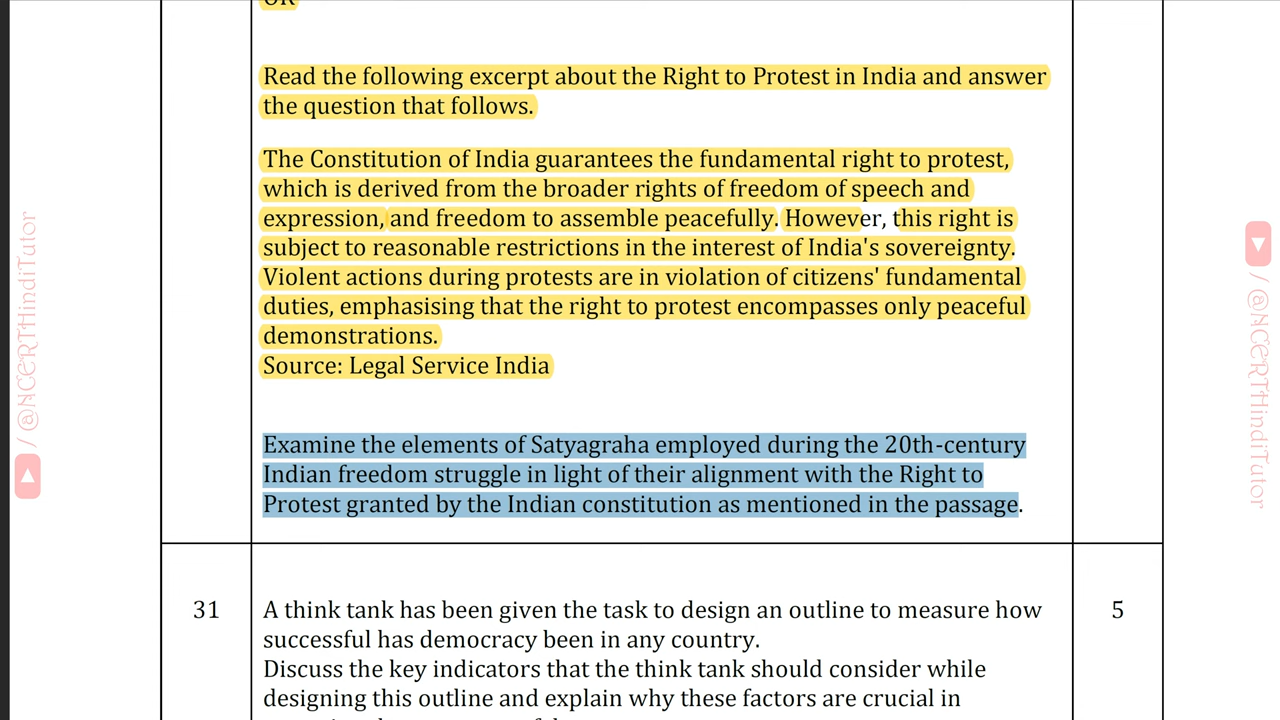 OR
Read the following excerpt about the Right to Protest in India and answer
the question that follows.
The Constitution of India guarantees the fundamental right to protest,
which is derived from the broader rights of freedom of speech and
expression, and freedom to assemble peacefully. However, this right is
subject to reasonable restrictions in the interest of India's sovereignty.
Violent actions during protests are in violation of citizens' fundamental
duties, emphasising that the right to protest encompasses only peaceful
demonstrations.
Source: Legal Service India
Examine the elements of Satyagraha employed during the 20th-century
Indian freedom struggle in light of their alignment with the Right to
Protest granted by the Indian constitution as mentioned in the passage.
31 A think tank has been given the task to design an outline to measure how 5
successful has democracy been in any country.
Discuss the key indicators that the think tank should consider while
designing this outline and explain why these factors are crucial in
/ @NCERTHindiTutor
/ @NCERTHindiTutor